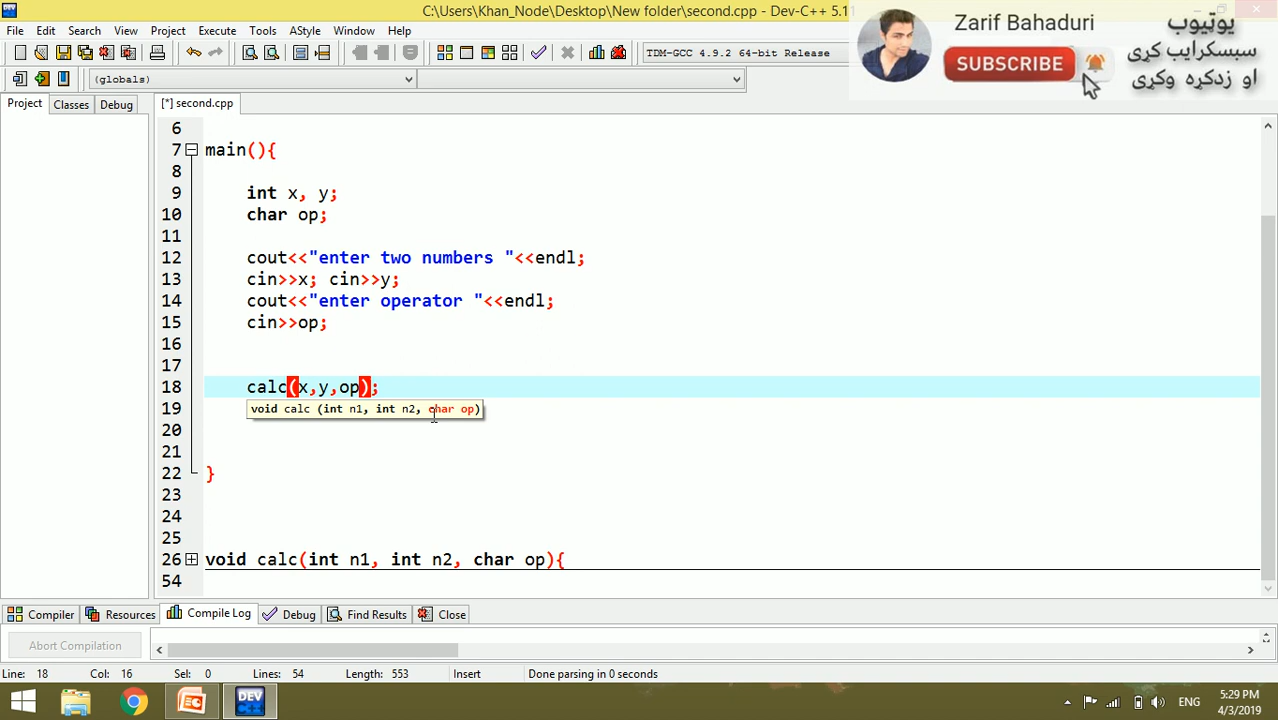 C:\Users\Khan_Node\Desktop\New folder\second.cpp - Dev-C++ 5.11
File Edit Search View Project Execute Tools AStyle Window Help
TDM-GCC 4.9.2 64-bit Release
(globals)
Zarif Bahaduri
SUBSCRIBE
یوټیوب
سبسکرایب کړی
او زدکړه وکړی
Project Classes Debug
[*] second.cpp
6
7 main(){
8
9 int x, y;
10 char op;
11
12 cout<<"enter two numbers "<<endl;
13 cin>>x; cin>>y;
14 cout<<"enter operator "<<endl;
15 cin>>op;
16
17
18 calc(x,y,op);
19 void calc (int n1, int n2, char op)
20
21
22 }
23
24
25
26 void calc(int n1, int n2, char op){
54
Compiler Resources Compile Log Debug Find Results Close
Abort Compilation
Line: 18 Col: 16 Sel: 0 Lines: 54 Length: 553 Insert Done parsing in 0 seconds
DEV
ENG
5:29 PM
4/3/2019